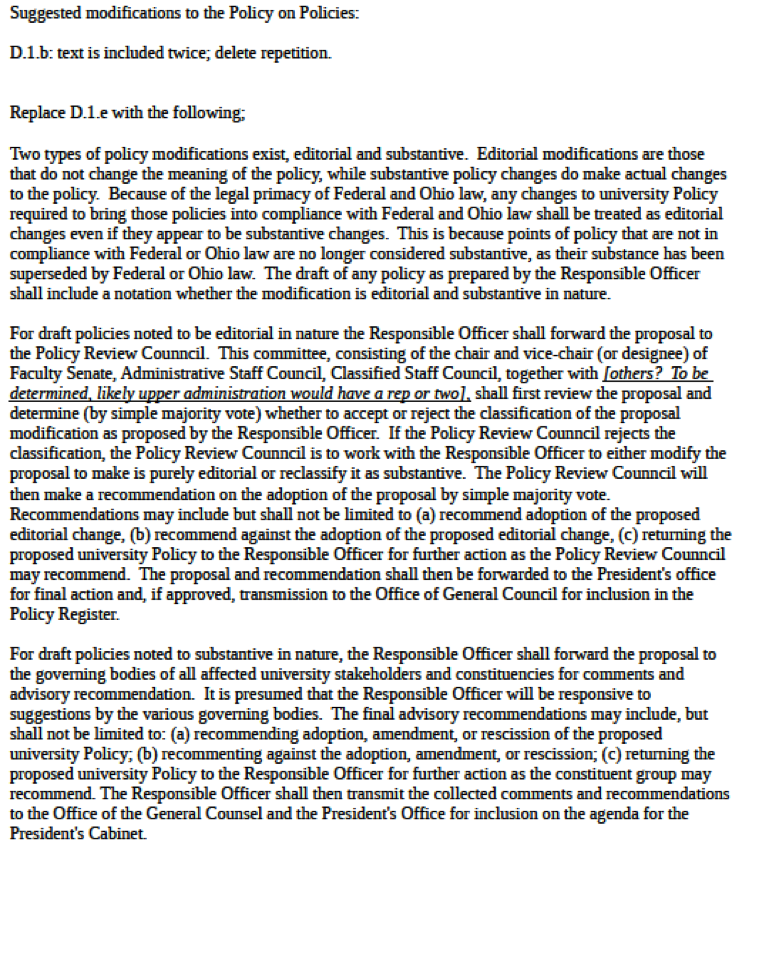 Suggested modifications to the Policy on Policies:
D.1.b: text is included twice; delete repetition.
Replace D.1.e with the following;
Two types of policy modifications exist, editorial and substantive.  Editorial modifications are those
that do not change the meaning of the policy, while substantive policy changes do make actual changes
to the policy.  Because of the legal primacy of Federal and Ohio law, any changes to university Policy
required to bring those policies into compliance with Federal and Ohio law shall be treated as editorial
changes even if they appear to be substantive changes.  This is because points of policy that are not in
compliance with Federal or Ohio law are no longer considered substantive, as their substance has been
superseded by Federal or Ohio law.  The draft of any policy as prepared by the Responsible Officer
shall include a notation whether the modification is editorial and substantive in nature.
For draft policies noted to be editorial in nature the Responsible Officer shall forward the proposal to
the Policy Review Counncil.  This committee, consisting of the chair and vice-chair (or designee) of
Faculty Senate, Administrative Staff Council, Classified Staff Council, together with [others?  To be
determined, likely upper administration would have a rep or two], shall first review the proposal and
determine (by simple majority vote) whether to accept or reject the classification of the proposal
modification as proposed by the Responsible Officer.  If the Policy Review Counncil rejects the
classification, the Policy Review Counncil is to work with the Responsible Officer to either modify the
proposal to make is purely editorial or reclassify it as substantive.  The Policy Review Counncil will
then make a recommendation on the adoption of the proposal by simple majority vote.
Recommendations may include but shall not be limited to (a) recommend adoption of the proposed
editorial change, (b) recommend against the adoption of the proposed editorial change, (c) returning the
proposed university Policy to the Responsible Officer for further action as the Policy Review Counncil
may recommend.  The proposal and recommendation shall then be forwarded to the President's office
for final action and, if approved, transmission to the Office of General Council for inclusion in the
Policy Register.
For draft policies noted to substantive in nature, the Responsible Officer shall forward the proposal to
the governing bodies of all affected university stakeholders and constituencies for comments and
advisory recommendation.  It is presumed that the Responsible Officer will be responsive to
suggestions by the various governing bodies.  The final advisory recommendations may include, but
shall not be limited to: (a) recommending adoption, amendment, or rescission of the proposed
university Policy; (b) recommenting against the adoption, amendment, or rescission; (c) returning the
proposed university Policy to the Responsible Officer for further action as the constituent group may
recommend. The Responsible Officer shall then transmit the collected comments and recommendations
to the Office of the General Counsel and the President's Office for inclusion on the agenda for the
President's Cabinet.